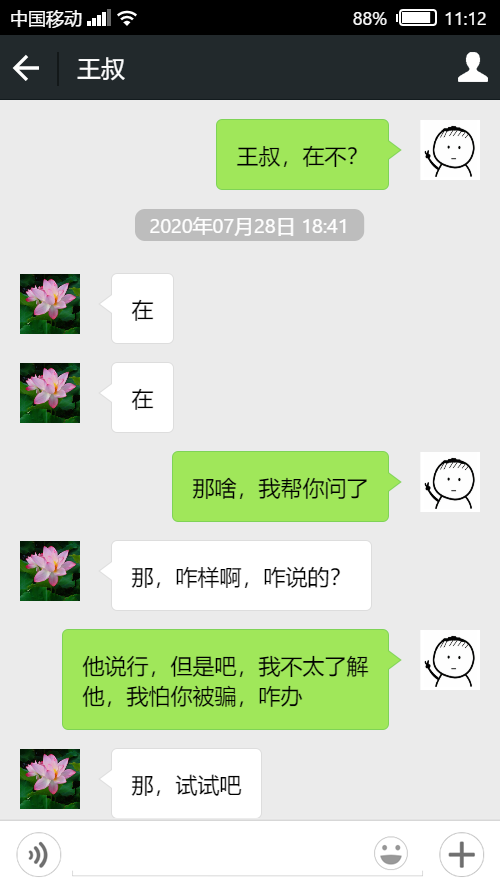 中国移动 88% 11:12
王叔
王叔，在不？
2020年07月28日 18:41
在
在
那啥，我帮你问了
那，咋样啊，咋说的？
他说行，但是吧，我不太了解
他，我怕你被骗，咋办
那，试试吧